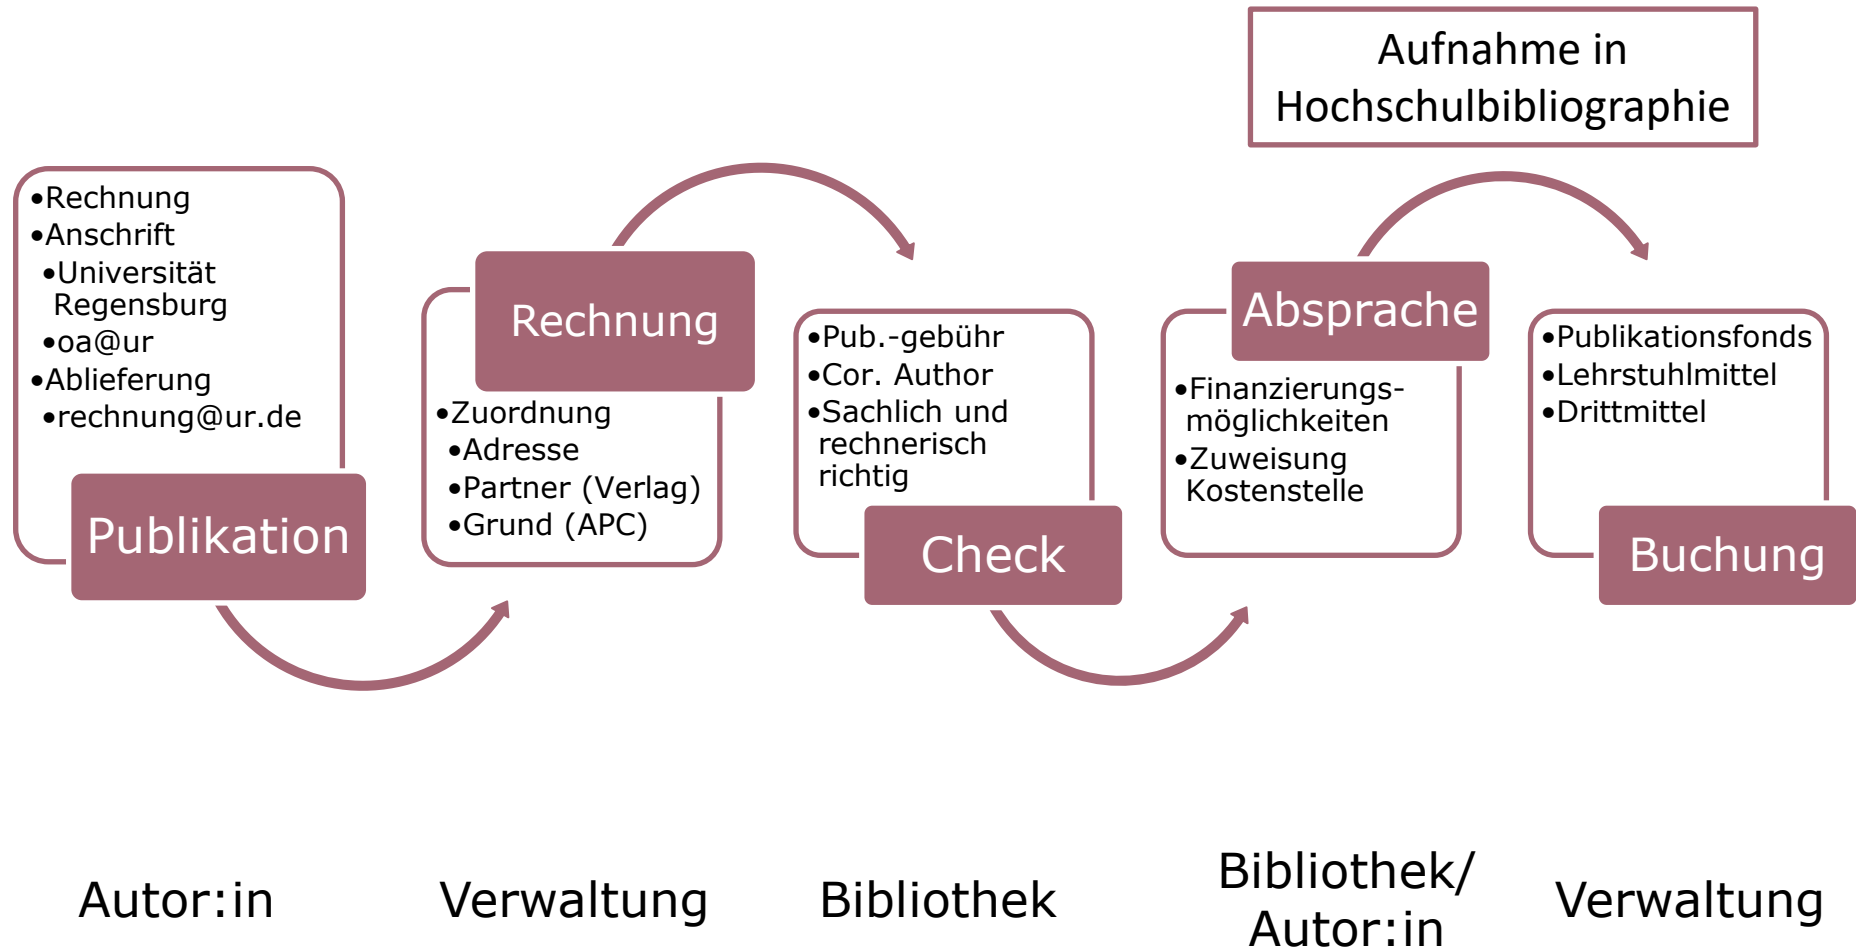 Aufnahme in
Hochschulbibliographie
•Rechnung
•Anschrift
•Universität
Regensburg
•oa@ur
•Ablieferung
•rechnung@ur.de
Publikation
Rechnung
•Zuordnung
•Adresse
•Partner (Verlag)
•Grund (APC)
•Pub.-gebühr
•Cor. Author
•Sachlich und
rechnerisch
richtig
Check
Absprache
•Finanzierungs-
möglichkeiten
•Zuweisung
Kostenstelle
•Publikationsfonds
•Lehrstuhlmittel
•Drittmittel
Buchung
Autor:in
Verwaltung
Bibliothek
Bibliothek/
Autor:in
Verwaltung